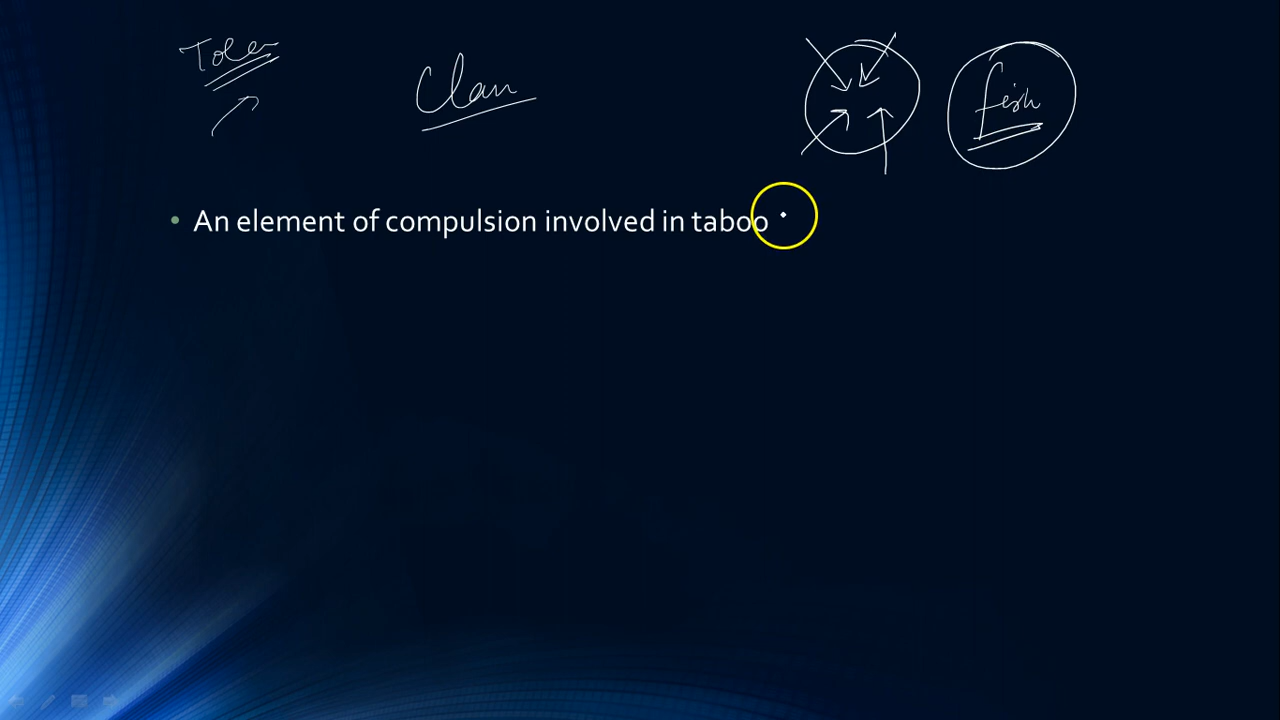 Totem
Clan
fish
• An element of compulsion involved in taboo